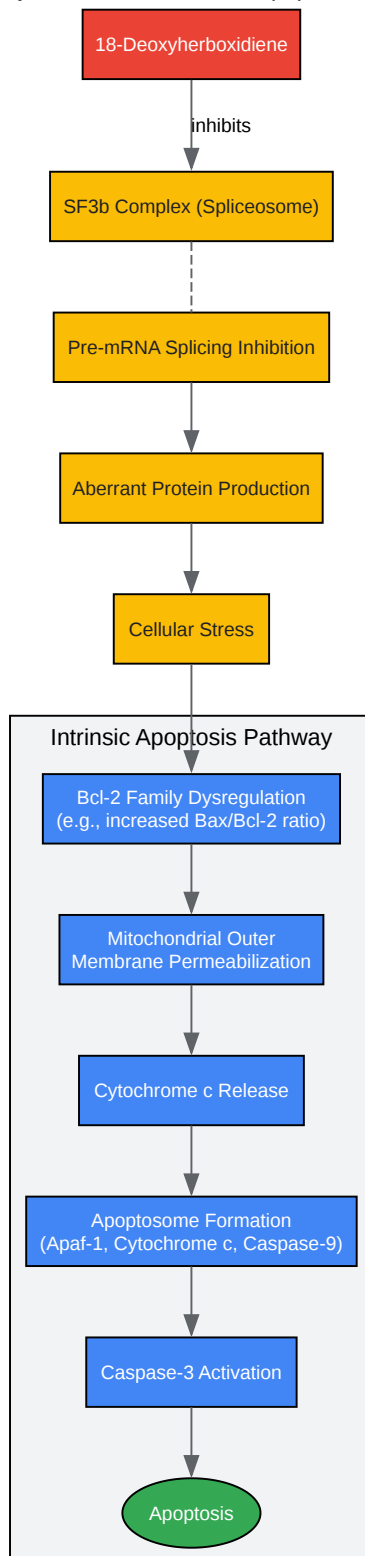 18-Deoxyherboxidiene
inhibits
SF3b Complex (Spliceosome)
Pre-mRNA Splicing Inhibition
Aberrant Protein Production
Cellular Stress
Intrinsic Apoptosis Pathway
Bcl-2 Family Dysregulation
(e.g., increased Bax/Bcl-2 ratio)
Mitochondrial Outer
Membrane Permeabilization
Cytochrome c Release
Apoptosome Formation
(Apaf-1, Cytochrome c, Caspase-9)
Caspase-3 Activation
Apoptosis